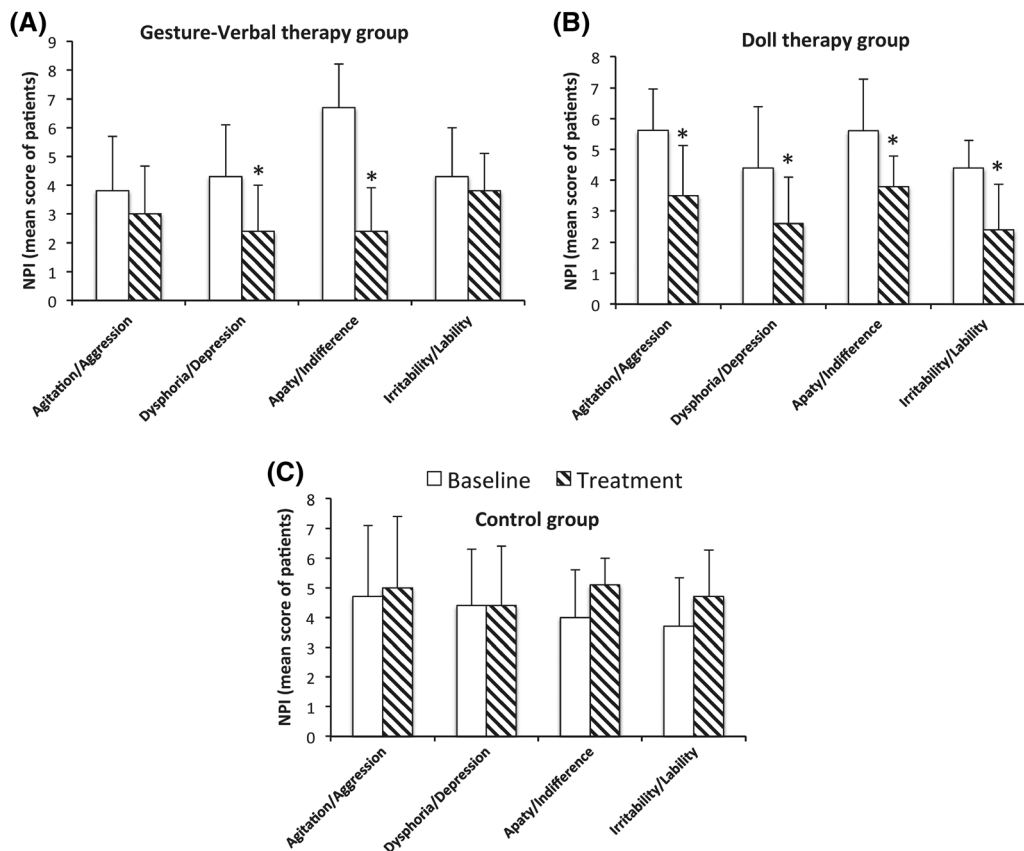 (A)
Gesture-Verbal therapy group
NPI (mean score of patients)
9
8
7
6
5
4
3
2
1
0
*
*
Agitation/Aggression
Dysphoria/Depression
Apaty/Indifference
Irritability/Lability
(B)
Doll therapy group
NPI (mean score of patients)
8
7
6
5
4
3
2
1
0
*
*
*
*
Agitation/Aggression
Dysphoria/Depression
Apaty/Indifference
Irritability/Lability
(C)
Baseline Treatment
Control group
NPI (mean score of patients)
8
7
6
5
4
3
2
1
0
Agitation/Aggression
Dysphoria/Depression
Apaty/Indifference
Irritability/Lability